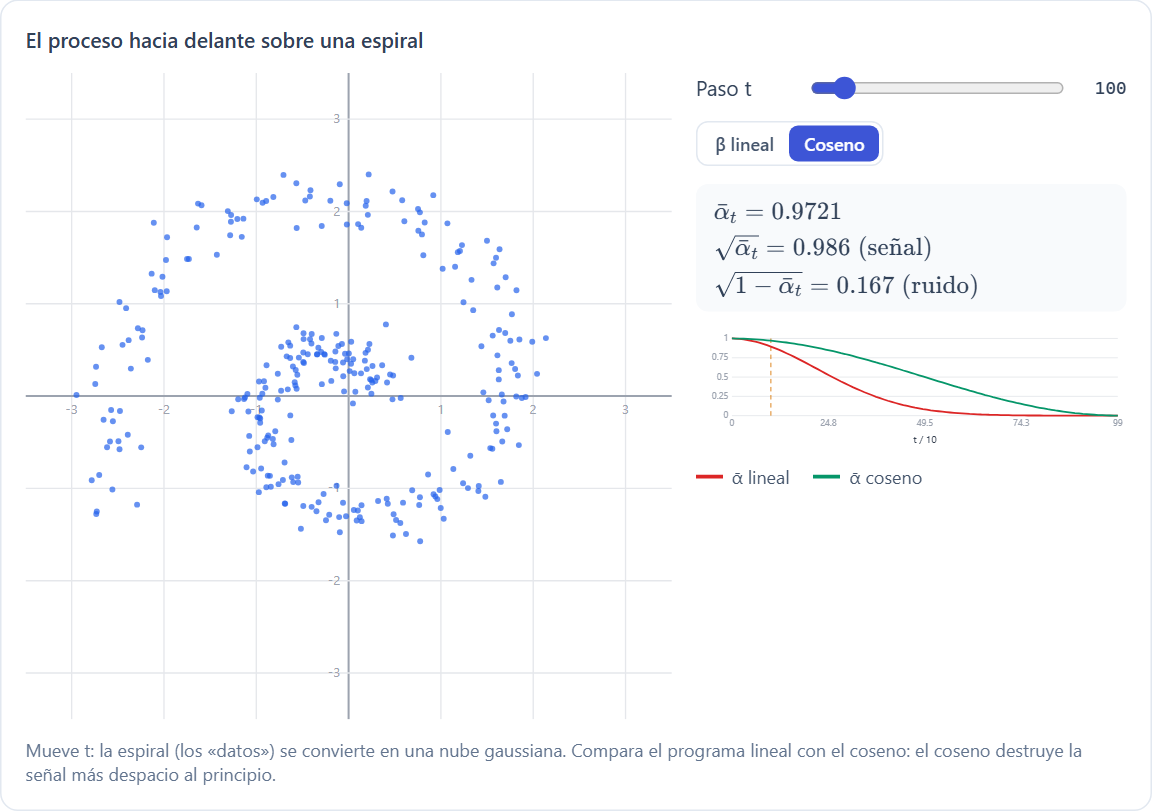 El proceso hacia delante sobre una espiral
Paso t
100
β lineal
Coseno
ᾱₜ = 0.9721
√ᾱₜ = 0.986 (señal)
√1 − ᾱₜ = 0.167 (ruido)
3
2
1
-3
-2
-1
1
2
3
-1
-2
-3
1
0.75
0.5
0.25
0
0
24.8
49.5
74.3
99
t / 10
ᾱ lineal
ᾱ coseno
Mueve t: la espiral (los «datos») se convierte en una nube gaussiana. Compara el programa lineal con el coseno: el coseno destruye la
señal más despacio al principio.